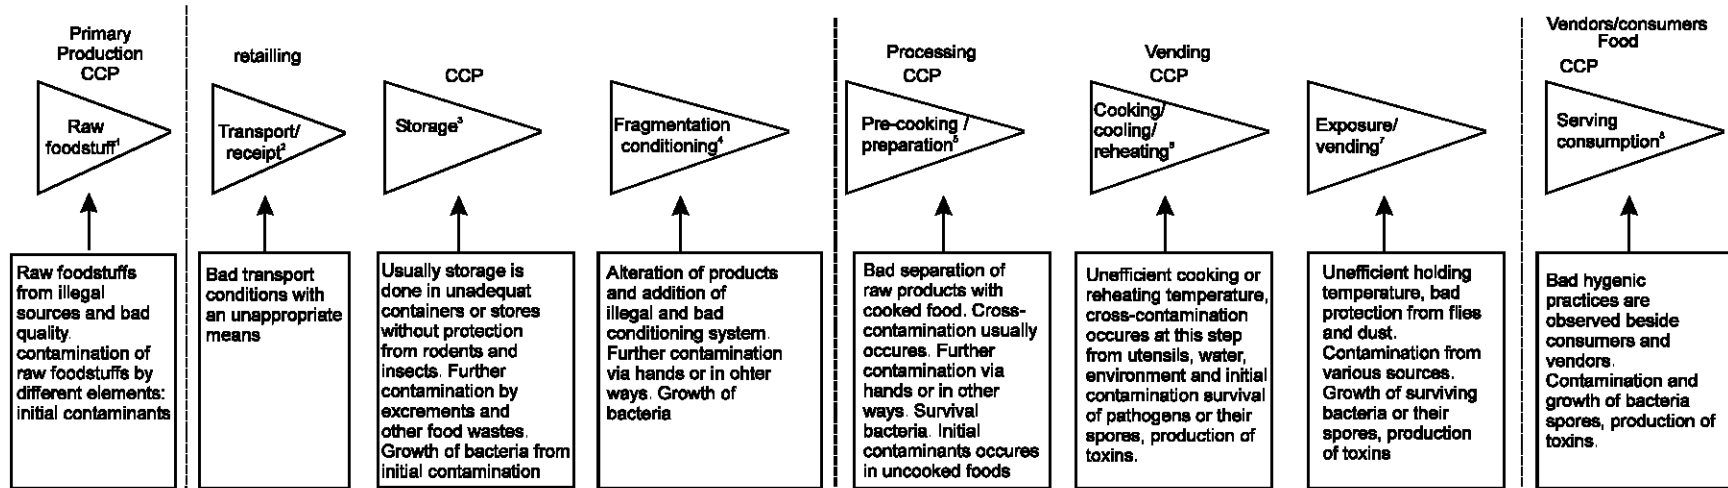 Primary
Production
CCP
retailling
CCP
Processing
CCP
Vending
CCP
Vendors/consumers
Food
CCP
Raw
foodstuff¹
Transport/
receipt²
Storage³
Fragmentation
conditioning⁴
Pre-cooking /
preparation⁵
Cooking/
cooling/
reheating⁶
Exposure/
vending⁷
Serving
consumption⁸
Raw foodstuffs
from illegal
sources and bad
quality.
contamination of
raw foodstuffs by
different elements:
initial contaminants
Bad transport
conditions with
an unappropriate
means
Usually storage is
done in unadequat
containers or stores
without protection
from rodents and
insects. Further
contamination by
excrements and
other food wastes.
Growth of bacteria from
initial contamination
Alteration of products
and addition of
illegal and bad
conditioning system.
Further contamination
via hands or in ohter
ways. Growth of
bacteria
Bad separation of
raw products with
cooked food. Cross-
contamination usually
occures. Further
contamination via
hands or in other
ways. Survival
bacteria. Initial
contaminants occures
in uncooked foods
Unefficient cooking or
reheating temperature,
cross-contamination
occures at this step
from utensils, water,
environment and initial
contamination survival
of pathogens or their
spores, production of
toxins.
Unefficient holding
temperature, bad
protection from flies
and dust.
Contamination from
various sources.
Growth of surviving
bacteria or their
spores, production
of toxins
Bad hygenic
practices are
observed beside
consumers and
vendors.
Contamination and
growth of bacteria
spores, production of
toxins.